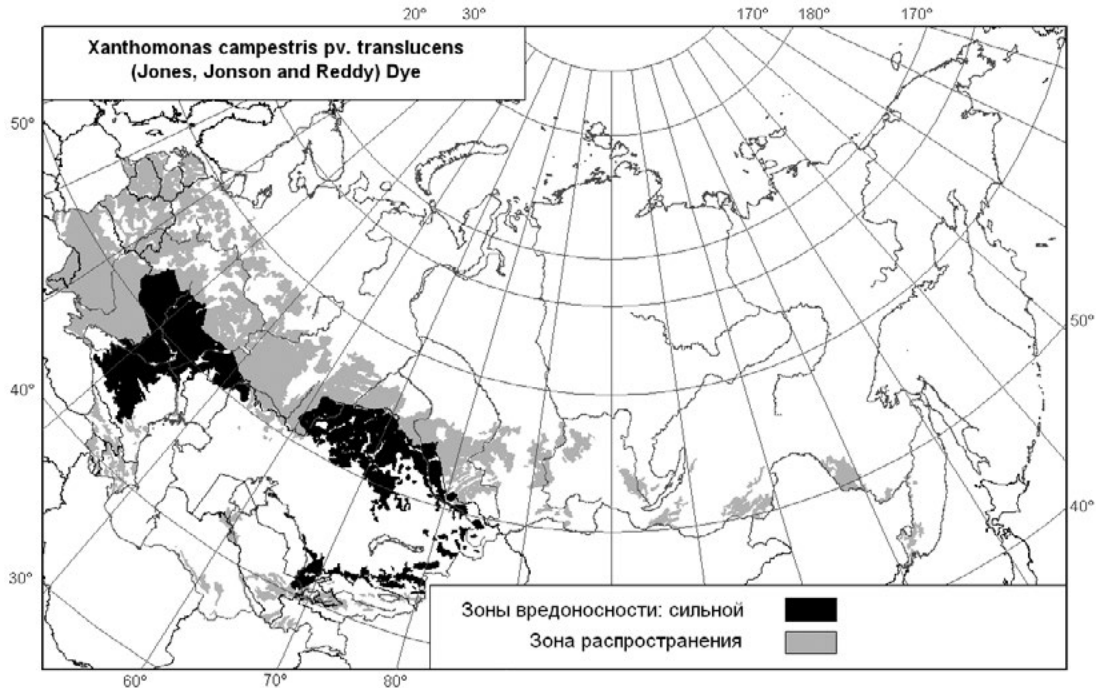 20° 30° 170° 180° 170°
Xanthomonas campestris pv. translucens
(Jones, Jonson and Reddy) Dye
50°
40°
30°
50°
40°
Зоны вредоносности: сильной
Зона распространения
60° 70° 80°